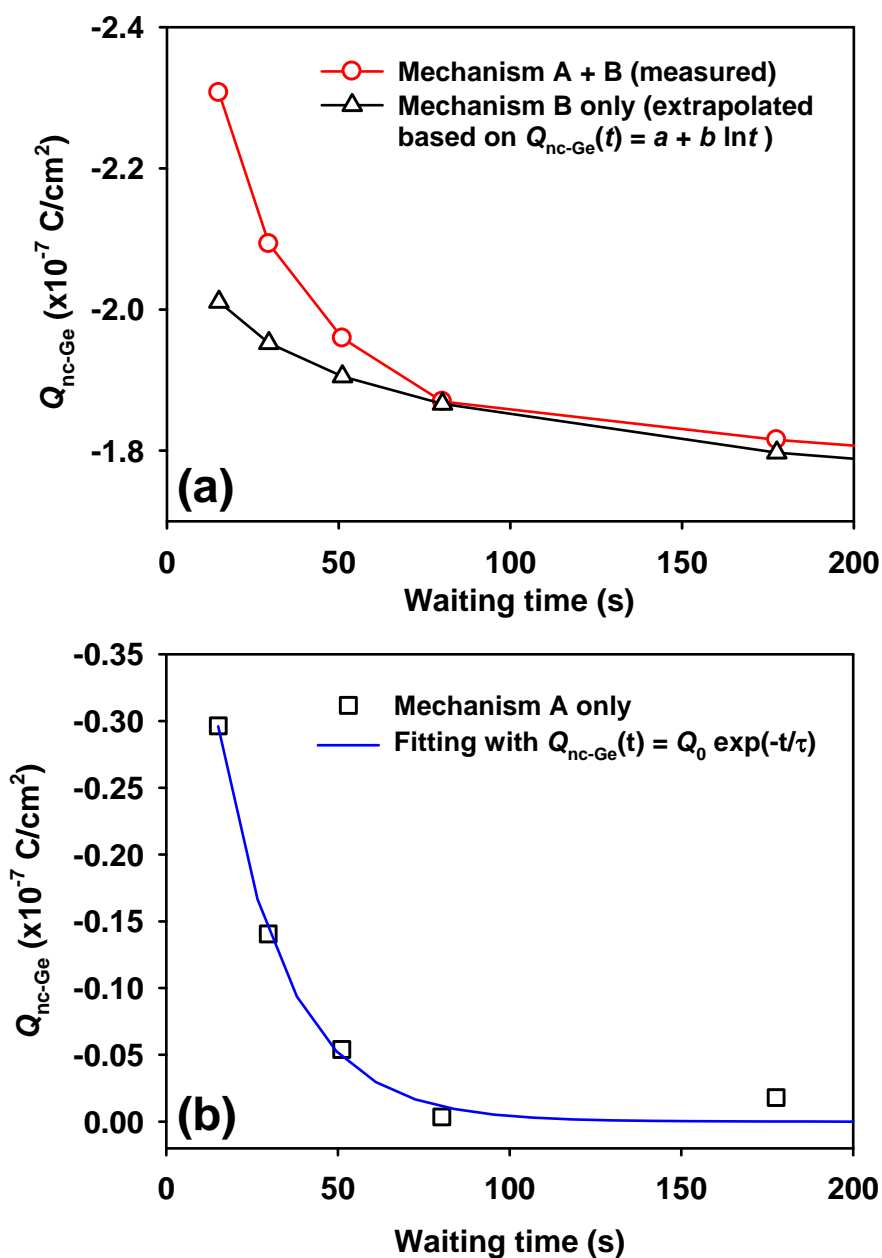 -2.4
Mechanism A + B (measured)
Mechanism B only (extrapolated
based on Qnc-Ge(t) = a + b lnt )
-2.2
-2.0
-1.8
Qnc-Ge (x10-7 C/cm2)
(a)
0 50 100 150 200
Waiting time (s)
-0.35
Mechanism A only
-0.30
Fitting with Qnc-Ge(t) = Q0 exp(-t/τ)
-0.25
-0.20
-0.15
-0.10
-0.05
0.00
Qnc-Ge (x10-7 C/cm2)
(b)
0 50 100 150 200
Waiting time (s)